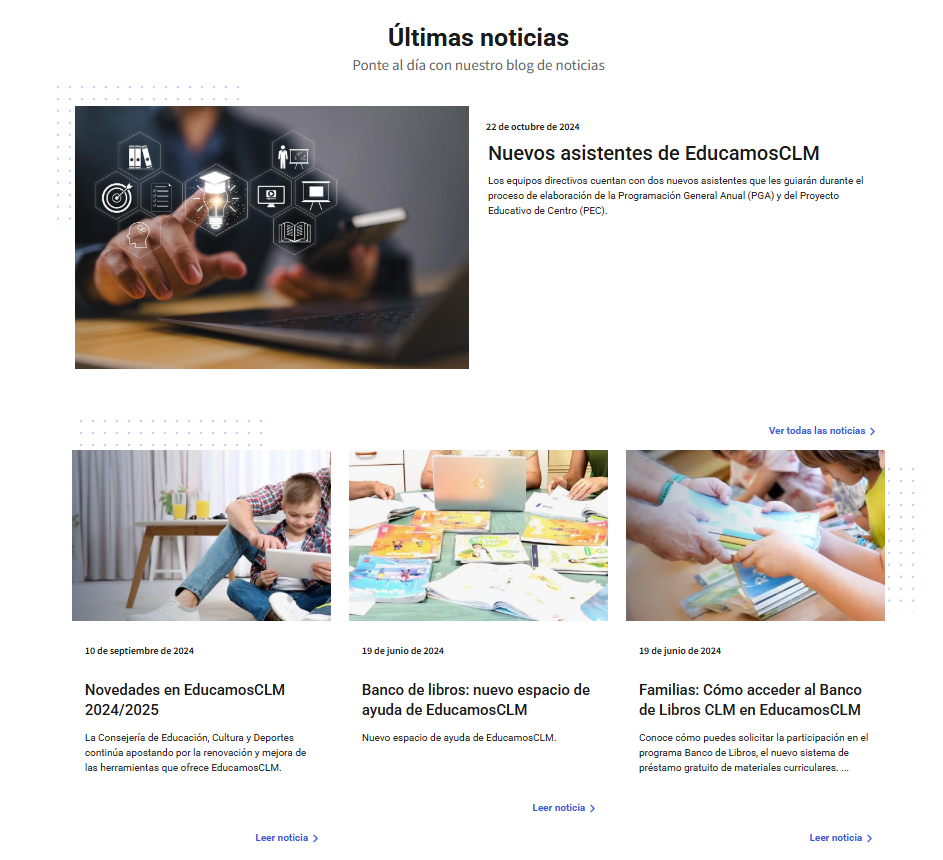 Últimas noticias
Ponte al día con nuestro blog de noticias
22 de octubre de 2024
Nuevos asistentes de EducamosCLM
Los equipos directivos cuentan con dos nuevos asistentes que les guiarán durante el
proceso de elaboración de la Programación General Anual (PGA) y del Proyecto
Educativo de Centro (PEC).
Ver todas las noticias
10 de septiembre de 2024
Novedades en EducamosCLM
2024/2025
La Consejería de Educación, Cultura y Deportes
continúa apostando por la renovación y mejora de
las herramientas que ofrece EducamosCLM.
Leer noticia
19 de junio de 2024
Banco de libros: nuevo espacio de
ayuda de EducamosCLM
Nuevo espacio de ayuda de EducamosCLM.
Leer noticia
19 de junio de 2024
Familias: Cómo acceder al Banco
de Libros CLM en EducamosCLM
Conoce cómo puedes solicitar la participación en el
programa Banco de Libros, el nuevo sistema de
préstamo gratuito de materiales curriculares. ...
Leer noticia